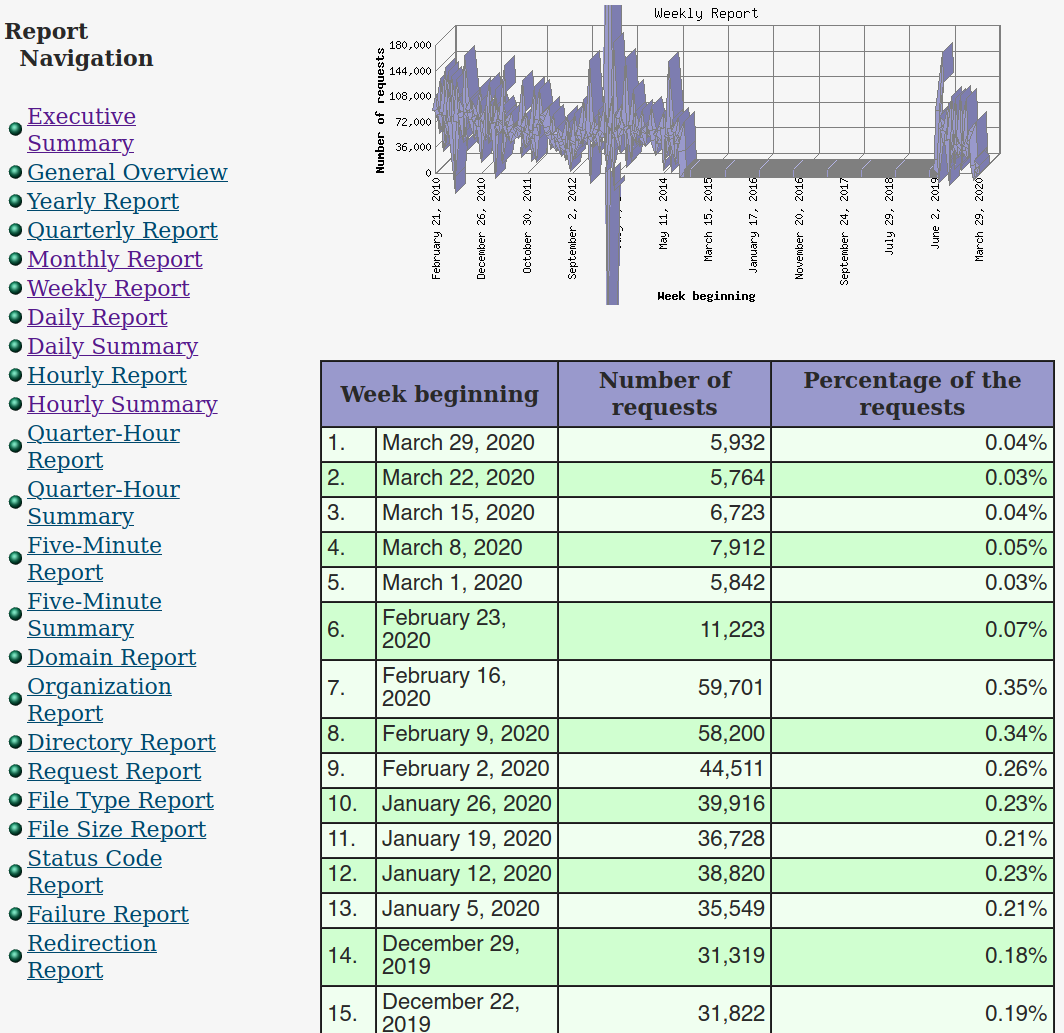 Report
Navigation
Executive
Summary
General Overview
Yearly Report
Quarterly Report
Monthly Report
Weekly Report
Daily Report
Daily Summary
Hourly Report
Hourly Summary
Quarter-Hour
Report
Quarter-Hour
Summary
Five-Minute
Report
Five-Minute
Summary
Domain Report
Organization
Report
Directory Report
Request Report
File Type Report
File Size Report
Status Code
Report
Failure Report
Redirection
Report
Weekly Report
Number of requests
180,000
144,000
108,000
72,000
36,000
0
February 21, 2010
December 26, 2010
October 30, 2011
September 2, 2012
May 11, 2014
March 15, 2015
January 17, 2016
November 20, 2016
September 24, 2017
July 29, 2018
June 2, 2019
March 29, 2020
Week beginning
Week beginning Number of requests Percentage of the requests
1. March 29, 2020 5,932 0.04%
2. March 22, 2020 5,764 0.03%
3. March 15, 2020 6,723 0.04%
4. March 8, 2020 7,912 0.05%
5. March 1, 2020 5,842 0.03%
6. February 23, 2020 11,223 0.07%
7. February 16, 2020 59,701 0.35%
8. February 9, 2020 58,200 0.34%
9. February 2, 2020 44,511 0.26%
10. January 26, 2020 39,916 0.23%
11. January 19, 2020 36,728 0.21%
12. January 12, 2020 38,820 0.23%
13. January 5, 2020 35,549 0.21%
14. December 29, 2019 31,319 0.18%
15. December 22, 2019 31,822 0.19%